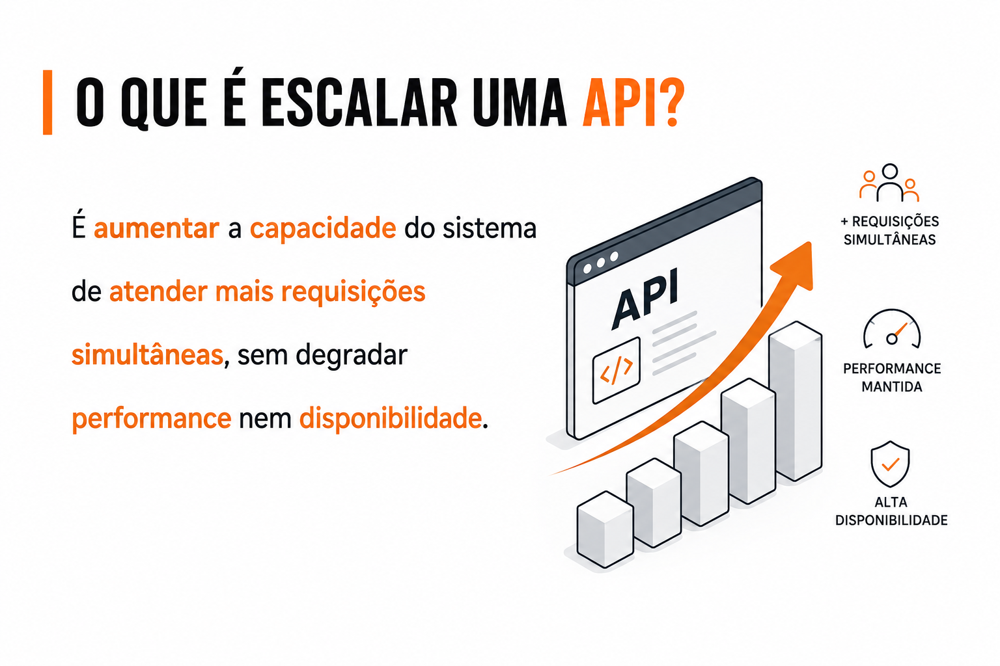 O QUE É ESCALAR UMA API?
É aumentar a capacidade do sistema
de atender mais requisições
simultâneas, sem degradar
performance nem disponibilidade.
API
</>
+ REQUISIÇÕES
SIMULTÂNEAS
PERFORMANCE
MANTIDA
ALTA
DISPONIBILIDADE